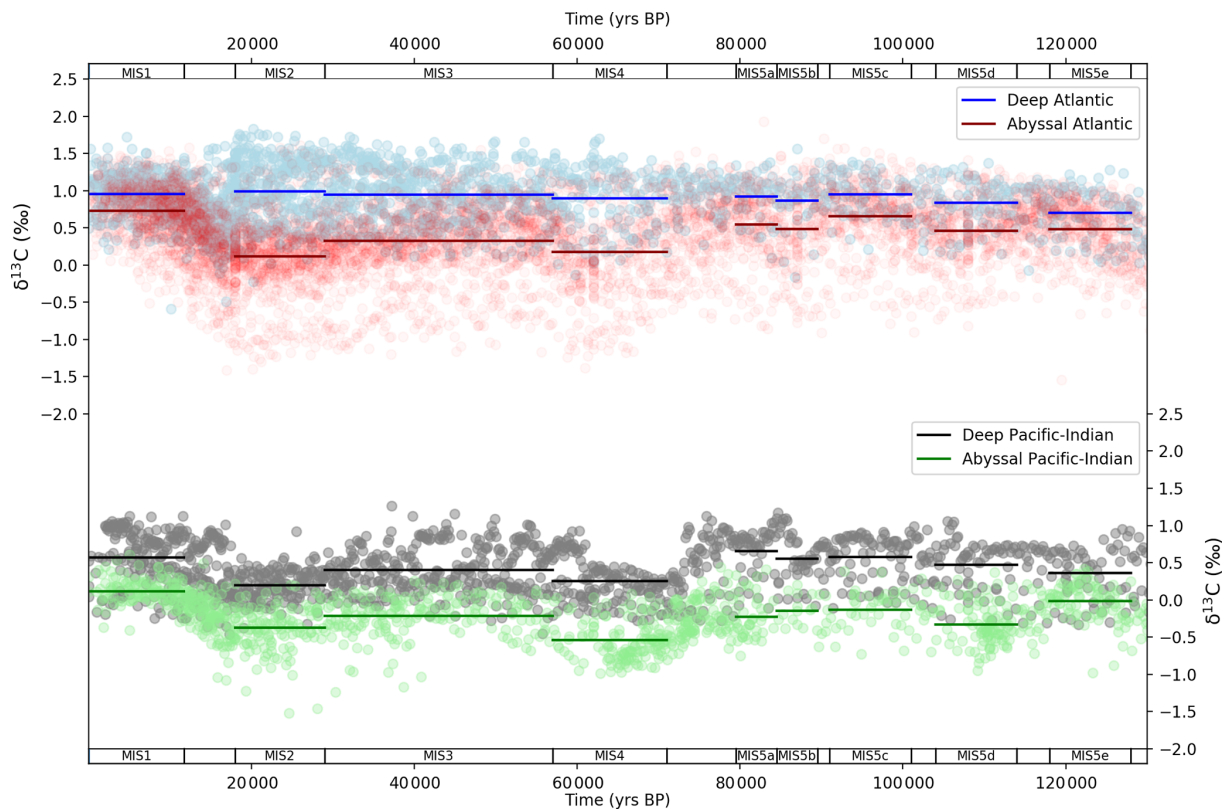 Time (yrs BP)
20000 40000 60000 80000 100000 120000
MIS1 MIS2 MIS3 MIS4 MIS5a MIS5b MIS5c MIS5d MIS5e
2.5
2.0
1.5
1.0
0.5
0.0
−0.5
−1.0
−1.5
−2.0
δ¹³C (‰)
Deep Atlantic
Abyssal Atlantic
Deep Pacific-Indian
Abyssal Pacific-Indian
2.5
2.0
1.5
1.0
0.5
0.0
−0.5
−1.0
−1.5
−2.0
δ¹³C (‰)
MIS1 MIS2 MIS3 MIS4 MIS5a MIS5b MIS5c MIS5d MIS5e
20000 40000 60000 80000 100000 120000
Time (yrs BP)